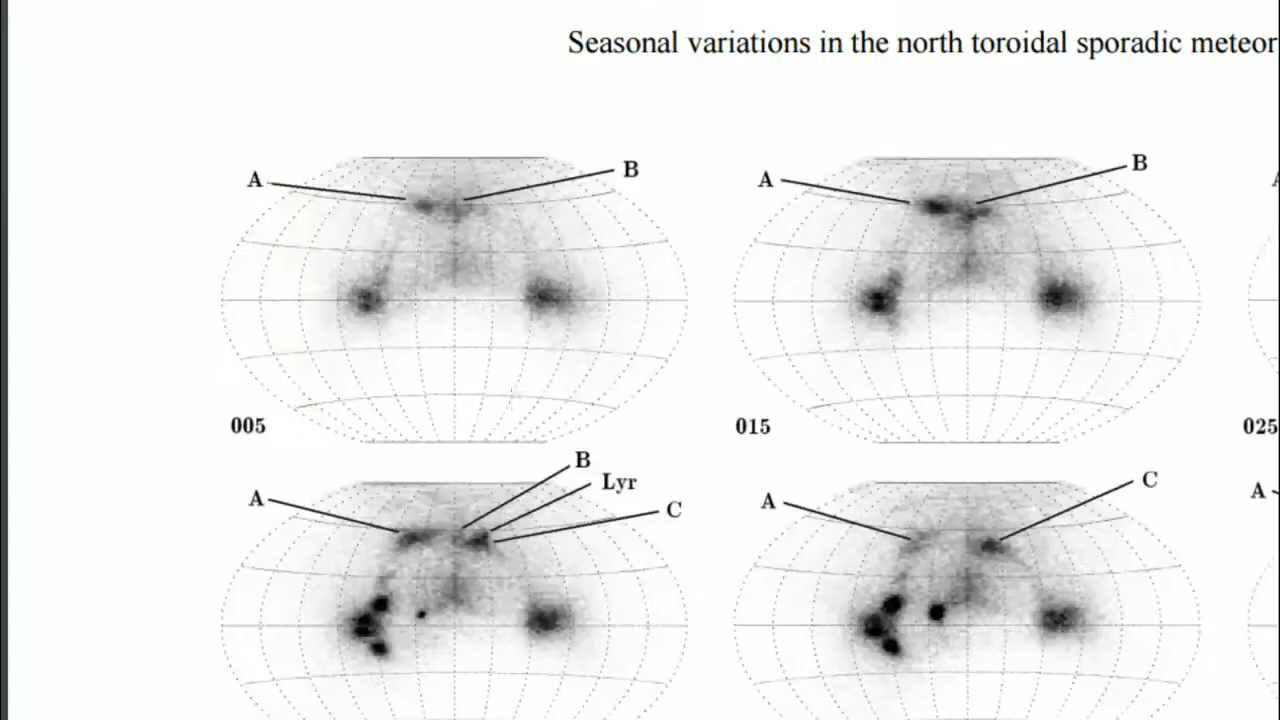 Seasonal variations in the north toroidal sporadic meteor
A
B
A
B
005
015
025
B
Lyr
A
C
A
C
A